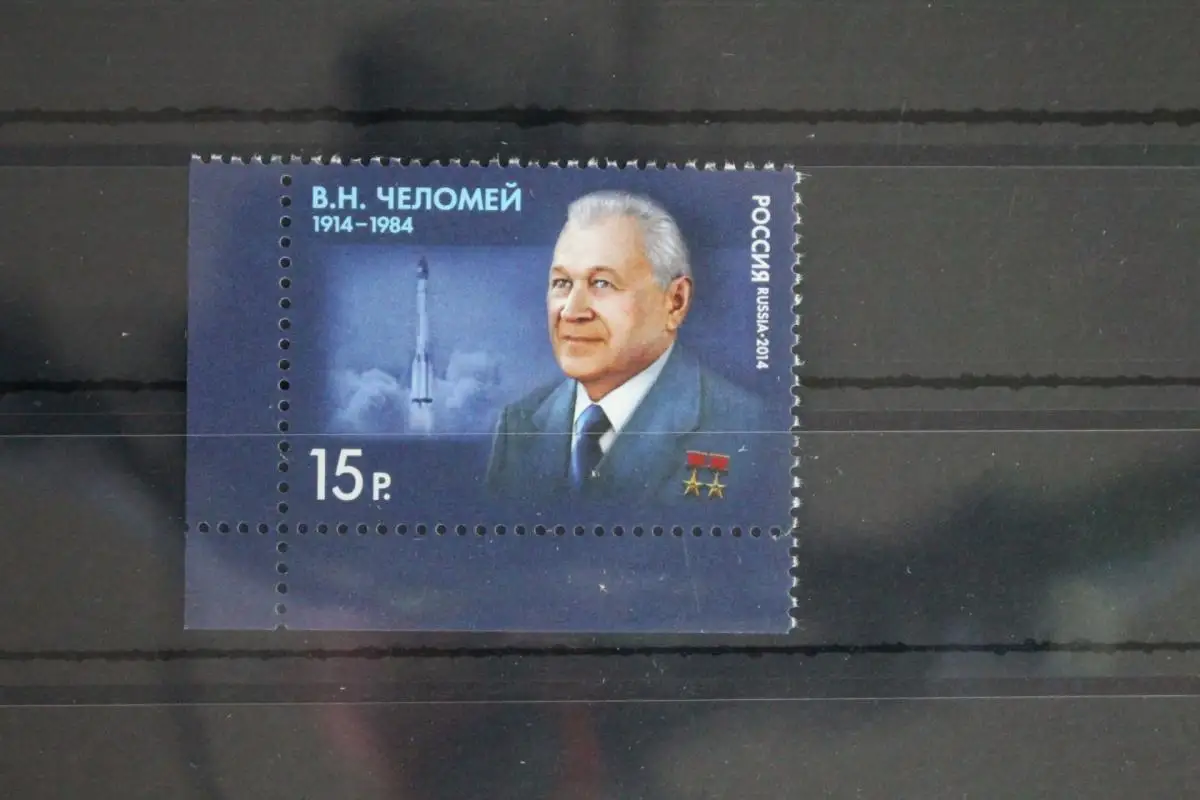 В.Н. ЧЕЛОМЕЙ
1914–1984
РОССИЯ RUSSIA·2014
15 Р.